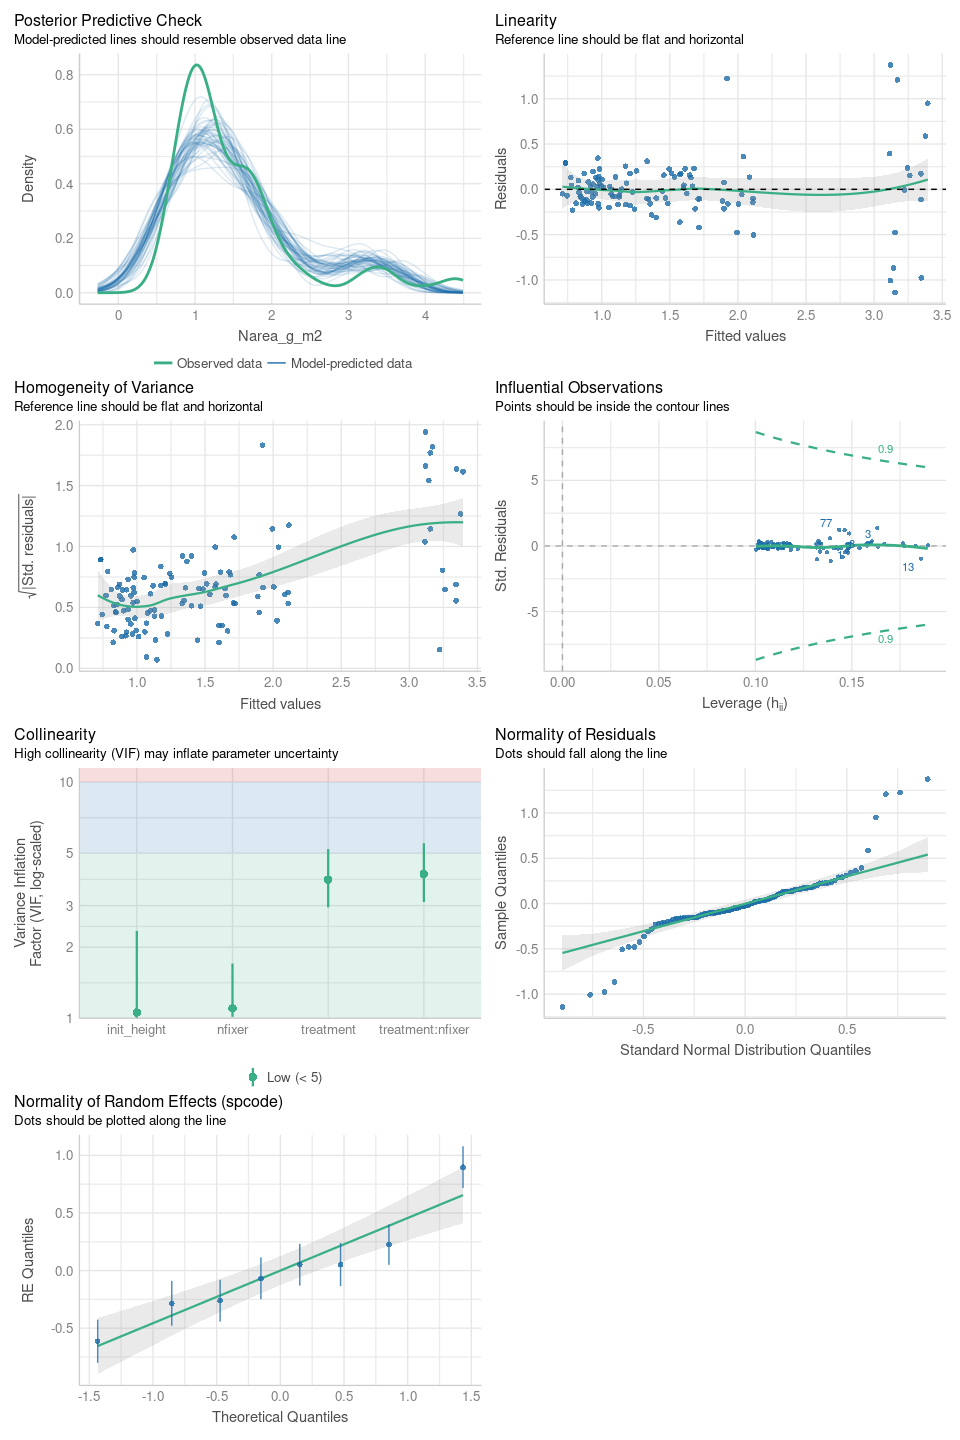 Posterior Predictive Check
Model-predicted lines should resemble observed data line
0.8
0.6
0.4
0.2
0.0
Density
0 1 2 3 4
Narea_g_m2
Observed data Model-predicted data
Linearity
Reference line should be flat and horizontal
1.0
0.5
0.0
-0.5
-1.0
Residuals
1.0 1.5 2.0 2.5 3.0 3.5
Fitted values
Homogeneity of Variance
Reference line should be flat and horizontal
2.0
1.5
1.0
0.5
0.0
√|Std. residuals|
1.0 1.5 2.0 2.5 3.0 3.5
Fitted values
Influential Observations
Points should be inside the contour lines
5
0
-5
Std. Residuals
0.9
77
3
13
0.9
0.00 0.05 0.10 0.15
Leverage (hii)
Collinearity
High collinearity (VIF) may inflate parameter uncertainty
10
5
3
2
1
Variance Inflation
Factor (VIF, log-scaled)
init_height nfixer treatment treatment:nfixer
Low (< 5)
Normality of Residuals
Dots should fall along the line
1.0
0.5
0.0
-0.5
-1.0
Sample Quantiles
-0.5 0.0 0.5
Standard Normal Distribution Quantiles
Normality of Random Effects (spcode)
Dots should be plotted along the line
1.0
0.5
0.0
-0.5
RE Quantiles
-1.5 -1.0 -0.5 0.0 0.5 1.0 1.5
Theoretical Quantiles